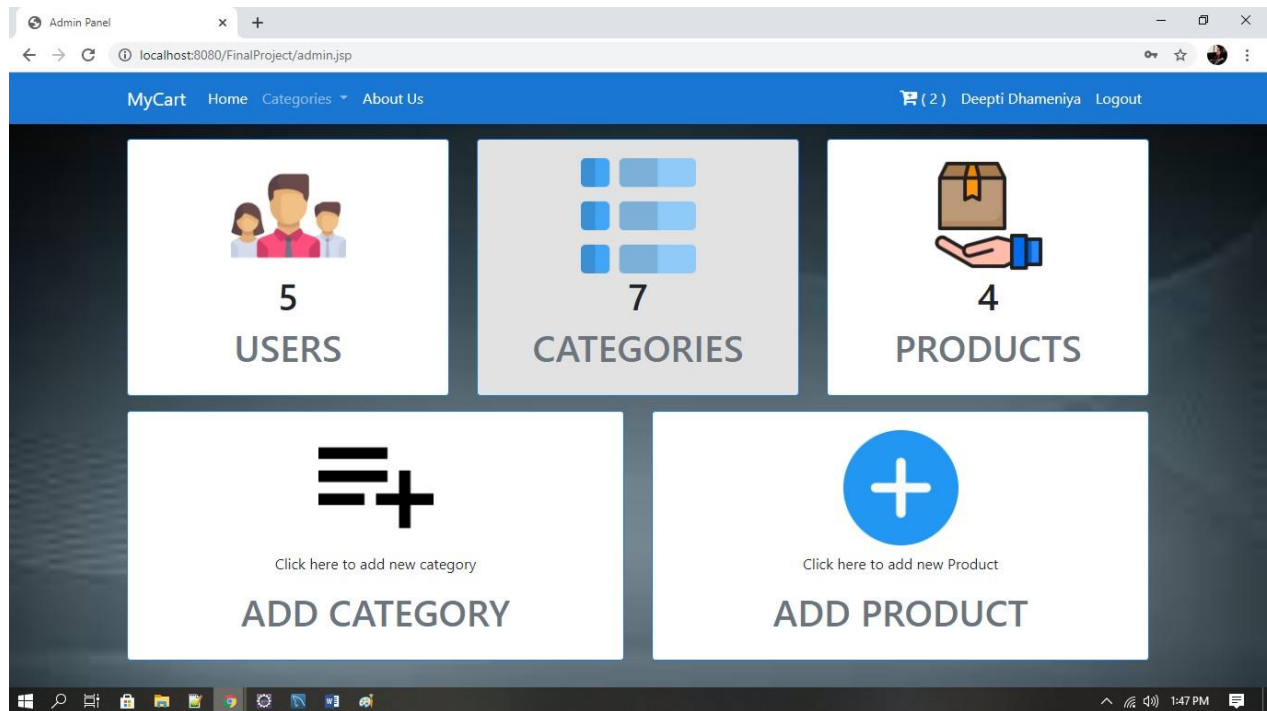 Admin Panel
localhost:8080/FinalProject/admin.jsp
MyCart Home Categories About Us (2) Deepti Dhameniya Logout
5
USERS
7
CATEGORIES
4
PRODUCTS
Click here to add new category
ADD CATEGORY
Click here to add new Product
ADD PRODUCT
1:47 PM